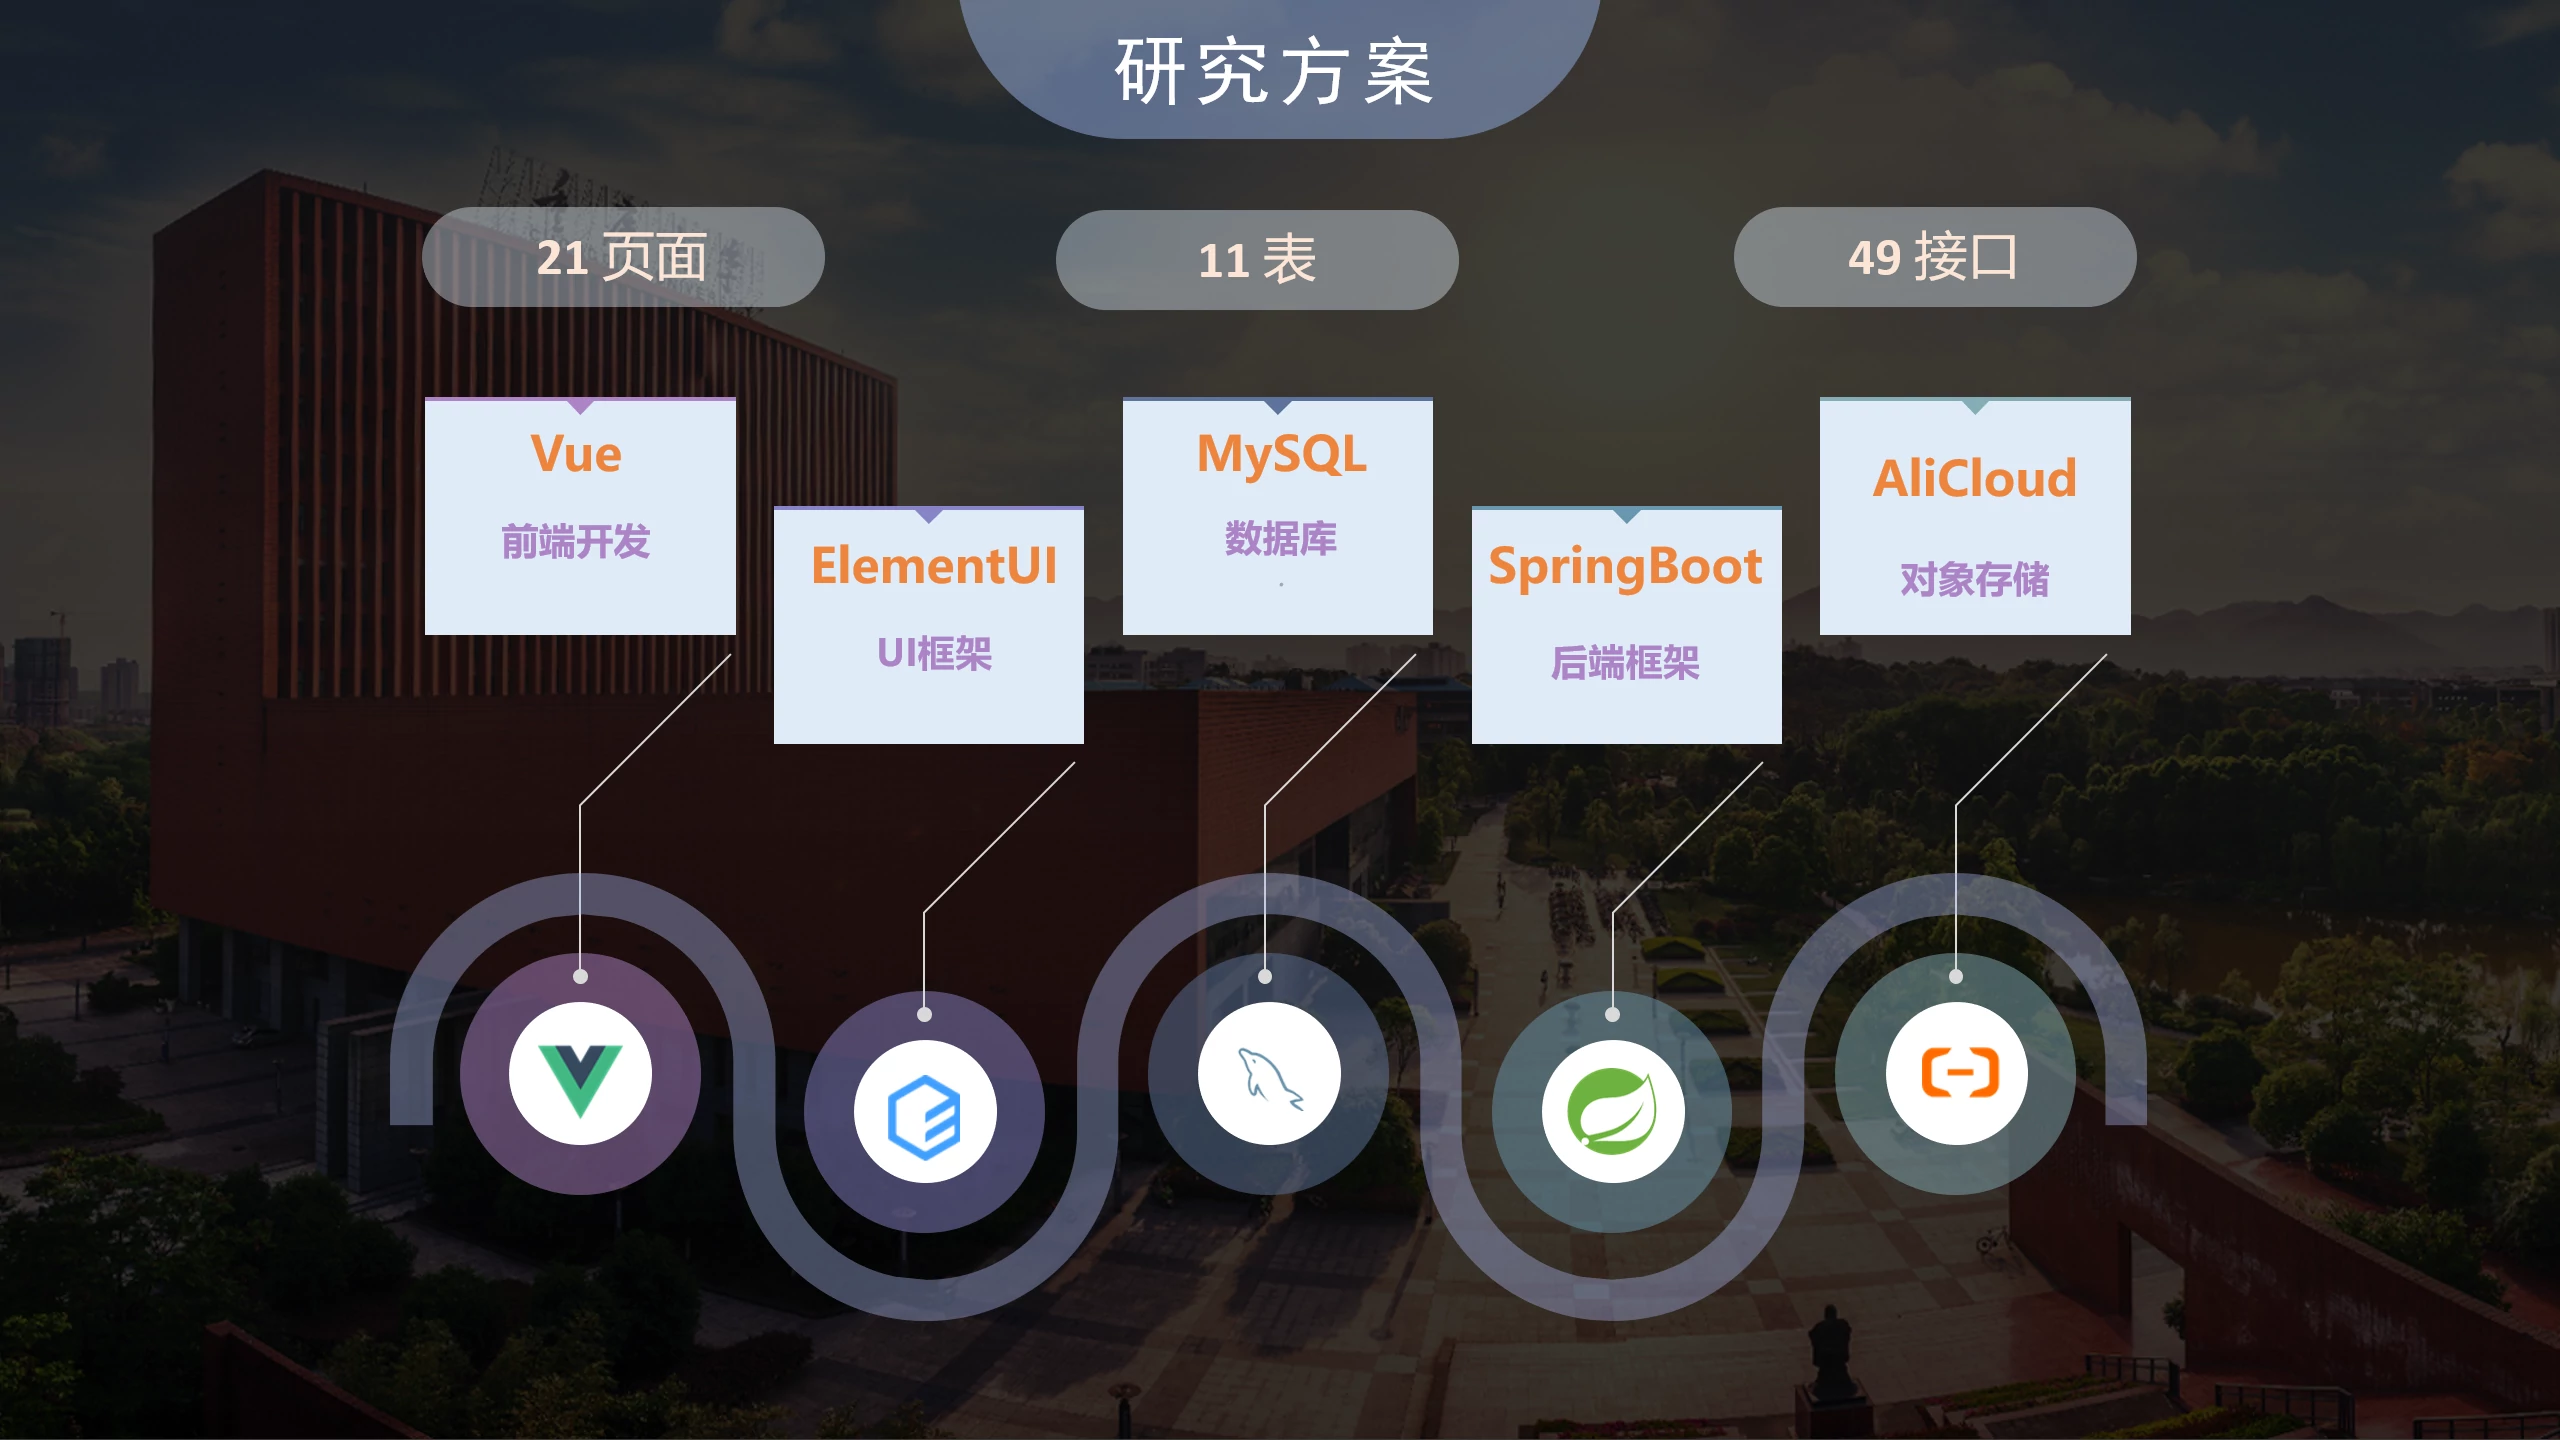 研究方案
21 页面
11 表
49 接口
Vue
前端开发
ElementUI
UI框架
MySQL
数据库
SpringBoot
后端框架
AliCloud
对象存储